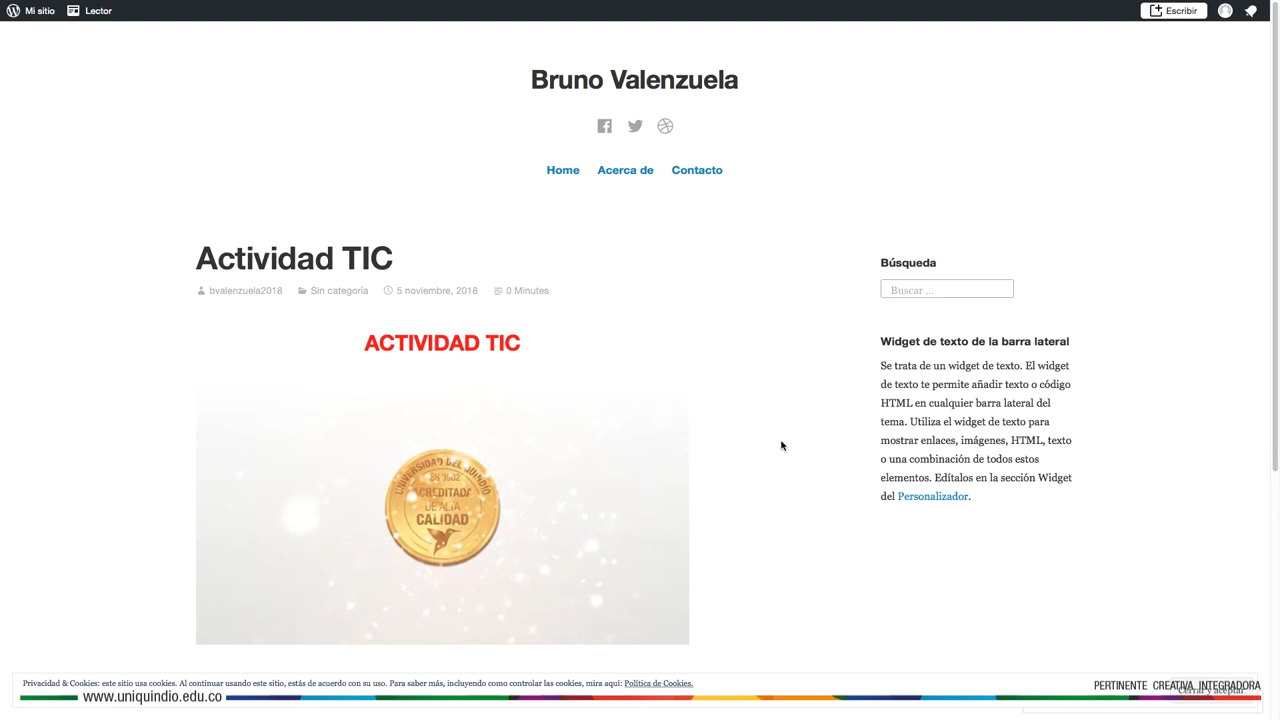 Mi sitio
Lector
Escribir
Bruno Valenzuela
Home Acerca de Contacto
Actividad TIC
bvalenzuela2018 Sin categoría 5 noviembre, 2018 0 Minutes
ACTIVIDAD TIC
UNIVERSIDAD DEL QUINDIO
ACREDITADA
DE ALTA
CALIDAD
Búsqueda
Buscar ...
Widget de texto de la barra lateral
Se trata de un widget de texto. El widget
de texto te permite añadir texto o código
HTML en cualquier barra lateral del
tema. Utiliza el widget de texto para
mostrar enlaces, imágenes, HTML, texto
o una combinación de todos estos
elementos. Edítalos en la sección Widget
del Personalizador.
Privacidad & Cookies: este sitio usa cookies. Al continuar usando este sitio, estás de acuerdo con su uso. Para saber más, incluyendo como controlar las cookies, mira aquí: Política de Cookies.
Cerrar y aceptar
www.uniquindio.edu.co
PERTINENTE CREATIVA INTEGRADORA